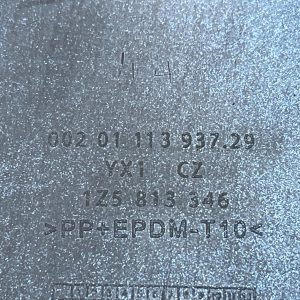 002 01 113 937.29
YX1 CZ
1Z5 813 346
>PP+EPDM-T10<